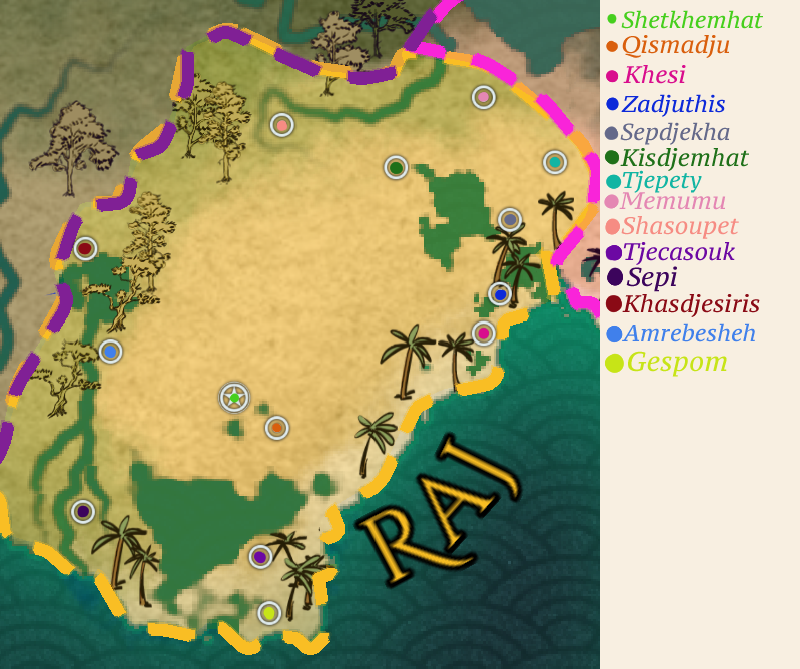 Shetkhemhat
Qismadju
Khesi
Zadjuthis
Sepdjekha
Kisdjemhat
Tjepety
Memumu
Shasoupet
Tjecasouk
Sepi
Khasdjesiris
Amrebesheh
Gespom
RAJ